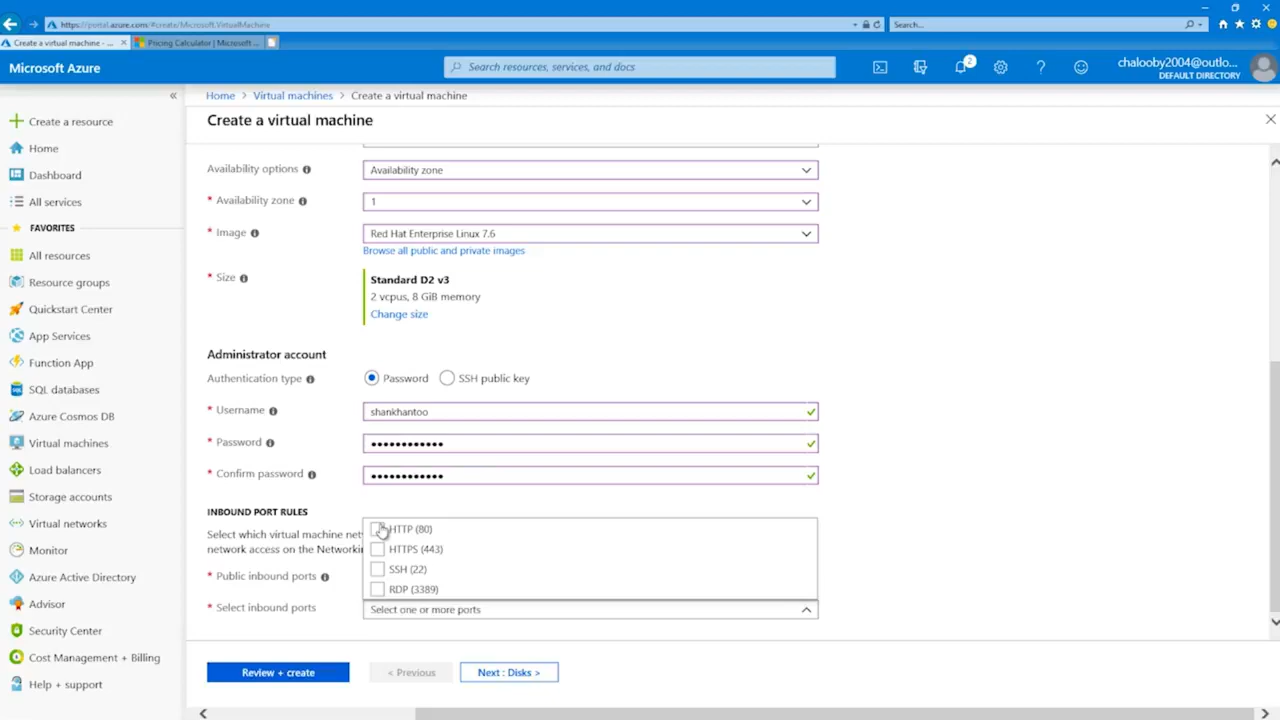 https://portal.azure.com/#create/Microsoft.VirtualMachine
Search...
Create a virtual machine - ...
Pricing Calculator | Microsoft ...
Microsoft Azure
Search resources, services, and docs
2
chalooby2004@outlo...
DEFAULT DIRECTORY
Home > Virtual machines > Create a virtual machine
Create a virtual machine
Create a resource
Home
Dashboard
All services
FAVORITES
All resources
Resource groups
Quickstart Center
App Services
Function App
SQL databases
Azure Cosmos DB
Virtual machines
Load balancers
Storage accounts
Virtual networks
Monitor
Azure Active Directory
Advisor
Security Center
Cost Management + Billing
Help + support
Availability options
Availability zone
* Availability zone
1
* Image
Red Hat Enterprise Linux 7.6
Browse all public and private images
* Size
Standard D2 v3
2 vcpus, 8 GiB memory
Change size
Administrator account
Authentication type
Password
SSH public key
* Username
shankhantoo
* Password
* Confirm password
INBOUND PORT RULES
Select which virtual machine net
network access on the Networkin
HTTP (80)
HTTPS (443)
SSH (22)
RDP (3389)
* Public inbound ports
* Select inbound ports
Select one or more ports
Review + create
< Previous
Next : Disks >